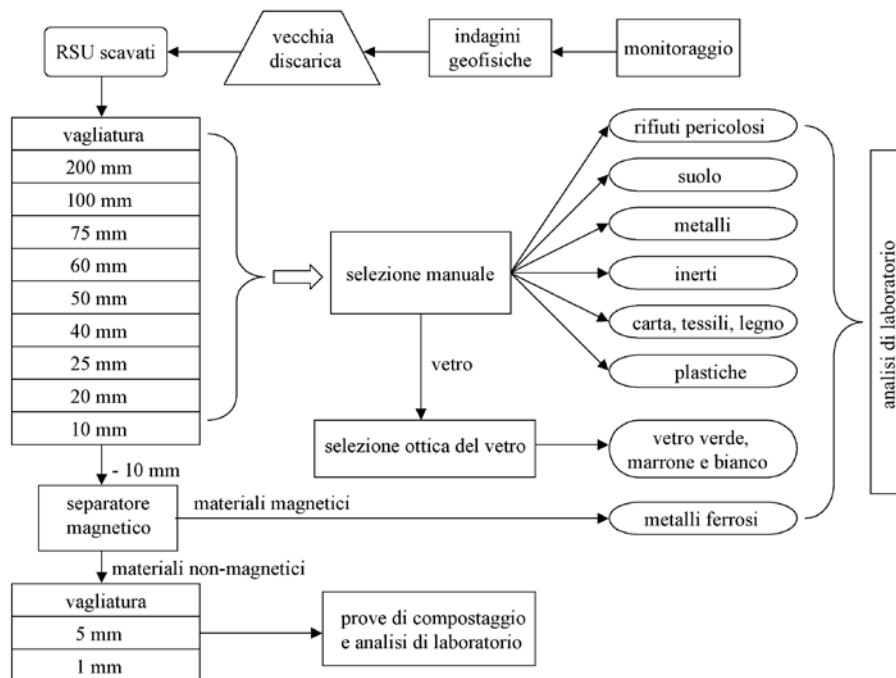 RSU scavati
vecchia
discarica
indagini
geofisiche
monitoraggio
vagliatura
200 mm
100 mm
75 mm
60 mm
50 mm
40 mm
25 mm
20 mm
10 mm
selezione manuale
rifiuti pericolosi
suolo
metalli
inerti
carta, tessili, legno
plastiche
analisi di laboratorio
vetro
selezione ottica del vetro
vetro verde,
marrone e bianco
- 10 mm
separatore
magnetico
materiali magnetici
metalli ferrosi
materiali non-magnetici
vagliatura
5 mm
1 mm
prove di compostaggio
e analisi di laboratorio